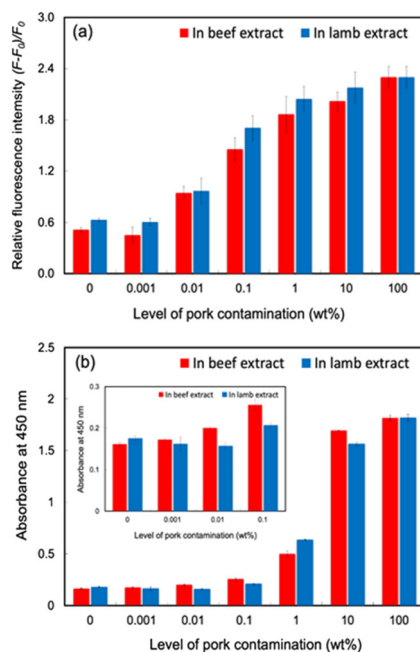 (a)
In beef extract
In lamb extract
Relative fluorescence intensity (F-F0)/F0
3.0
2.4
1.8
1.2
0.6
0.0
0 0.001 0.01 0.1 1 10 100
Level of pork contamination (wt%)
(b)
In beef extract
In lamb extract
Absorbance at 450 nm
2
1.5
1
0.5
0
In beef extract
In lamb extract
Absorbance at 450 nm
0.3
0.2
0.1
0
0 0.001 0.01 0.1
Level of pork contamination (wt%)
0 0.001 0.01 0.1 1 10 100
Level of pork contamination (wt%)